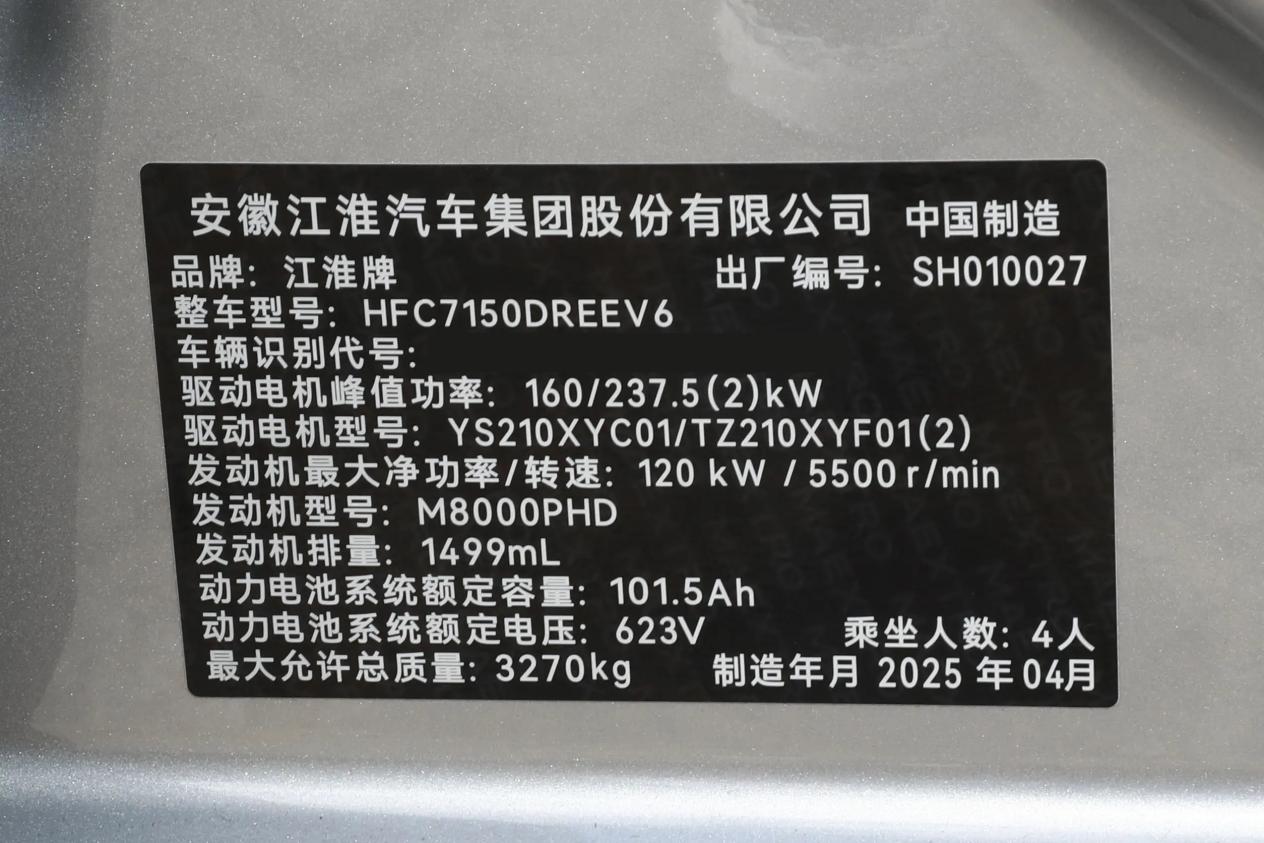 安徽江淮汽车集团股份有限公司 中国制造
品牌：江淮牌 出厂编号：SH010027
整车型号：HFC7150DREEV6
车辆识别代号：
驱动电机峰值功率：160/237.5(2)kW
驱动电机型号：YS210XYC01/TZ210XYF01(2)
发动机最大净功率/转速：120 kW / 5500 r/min
发动机型号：M8000PHD
发动机排量：1499mL
动力电池系统额定容量：101.5Ah
动力电池系统额定电压：623V 乘坐人数：4人
最大允许总质量：3270kg 制造年月 2025 年 04月